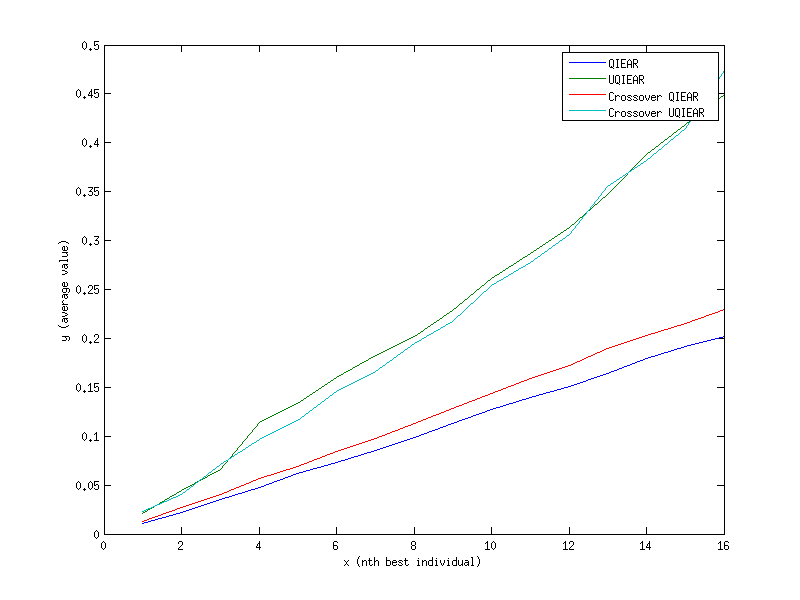 0.5
0.45
0.4
0.35
0.3
0.25
0.2
0.15
0.1
0.05
0
y (average value)
QIEAR
UQIEAR
Crossover QIEAR
Crossover UQIEAR
0 2 4 6 8 10 12 14 16
x (nth best individual)